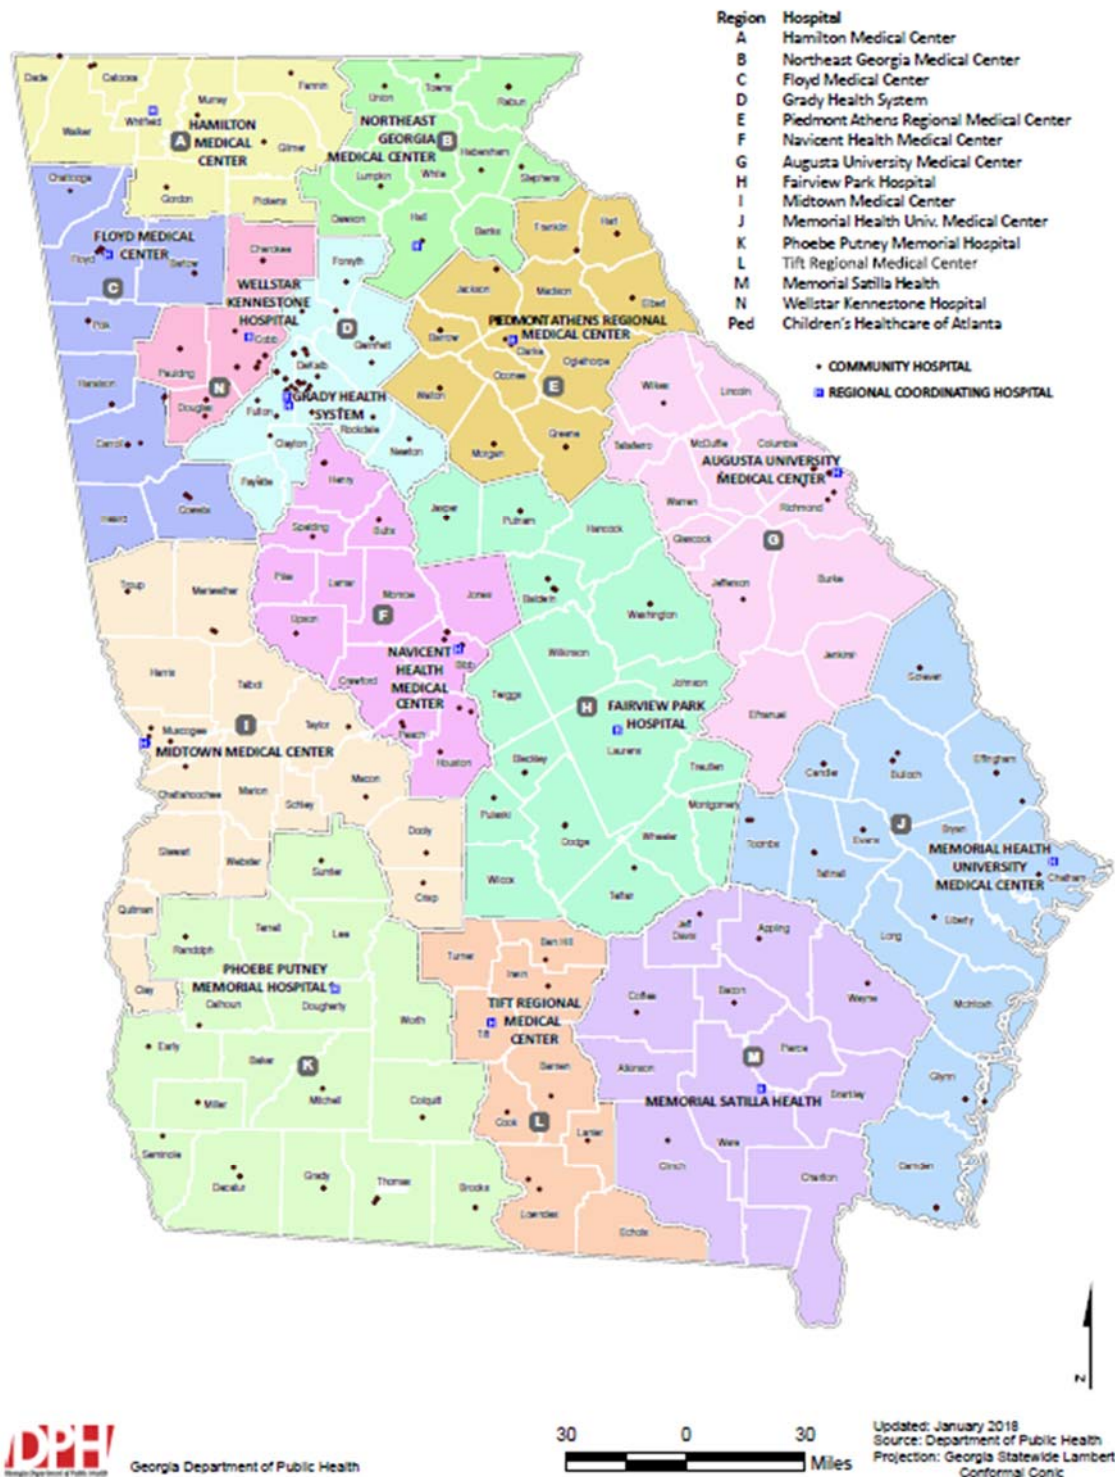 Region Hospital
A Hamilton Medical Center
B Northeast Georgia Medical Center
C Floyd Medical Center
D Grady Health System
E Piedmont Athens Regional Medical Center
F Navicent Health Medical Center
G Augusta University Medical Center
H Fairview Park Hospital
I Midtown Medical Center
J Memorial Health Univ. Medical Center
K Phoebe Putney Memorial Hospital
L Tift Regional Medical Center
M Memorial Satilla Health
N Wellstar Kennestone Hospital
Ped Children's Healthcare of Atlanta
COMMUNITY HOSPITAL
H REGIONAL COORDINATING HOSPITAL
Dade
Catoosa
Fannin
Murray
Whitfield
Walker
Gilmer
A
HAMILTON
MEDICAL
CENTER
Chattooga
Gordon
Pickens
Union
Towns
Rabun
NORTHEAST
GEORGIA
MEDICAL CENTER
B
Habersham
White
Lumpkin
Stephens
Dawson
Hall
Banks
FLOYD MEDICAL
CENTER
Floyd
Bartow
C
Polk
Haralson
Carroll
Heard
Coweta
Cherokee
WELLSTAR
KENNESTONE
HOSPITAL
Cobb
Paulding
N
Douglas
Forsyth
D
Gwinnett
DeKalb
GRADY HEALTH
SYSTEM
Fulton
Rockdale
Clayton
Newton
Fayette
Franklin
Hart
Jackson
Madison
Elbert
PIEDMONT ATHENS REGIONAL
MEDICAL CENTER
Barrow
Clarke
Oglethorpe
Oconee
E
Walton
Greene
Morgan
Wilkes
Lincoln
Taliaferro
McDuffie
Columbia
AUGUSTA UNIVERSITY
MEDICAL CENTER
Warren
Richmond
Glascock
G
Jefferson
Burke
Jenkins
Emanuel
Henry
Spalding
Butts
Pike
Lamar
Monroe
Jones
F
Upson
NAVICENT
HEALTH
MEDICAL
CENTER
Bibb
Crawford
Peach
Houston
Jasper
Putnam
Hancock
Baldwin
Washington
Wilkinson
Johnson
Twiggs
H
FAIRVIEW PARK
HOSPITAL
Laurens
Bleckley
Treutlen
Montgomery
Pulaski
Dodge
Wheeler
Wilcox
Telfair
Troup
Meriwether
Harris
Talbot
I
Taylor
Muscogee
MIDTOWN MEDICAL CENTER
Macon
Chattahoochee
Marion
Schley
Dooly
Stewart
Webster
Crisp
Quitman
Clay
Screven
Effingham
Candler
Bulloch
J
Bryan
Evans
Toombs
Tattnall
MEMORIAL HEALTH
UNIVERSITY
MEDICAL CENTER
Chatham
Liberty
Long
McIntosh
Glynn
Camden
Sumter
Terrell
Lee
Randolph
PHOEBE PUTNEY
MEMORIAL HOSPITAL
Calhoun
Dougherty
Worth
Early
Baker
K
Miller
Mitchell
Colquitt
Seminole
Decatur
Grady
Thomas
Brooks
Turner
Ben Hill
Irwin
TIFT REGIONAL
MEDICAL
CENTER
Tift
Berrien
Cook
L
Lanier
Lowndes
Echols
Jeff
Davis
Appling
Coffee
Bacon
Wayne
Pierce
M
Atkinson
Brantley
MEMORIAL SATILLA HEALTH
Ware
Clinch
Charlton
N
DPH
Georgia Department of Public Health
Georgia Department of Public Health
30 0 30
Miles
Updated: January 2018
Source: Department of Public Health
Projection: Georgia Statewide Lambert
Conformal Conic